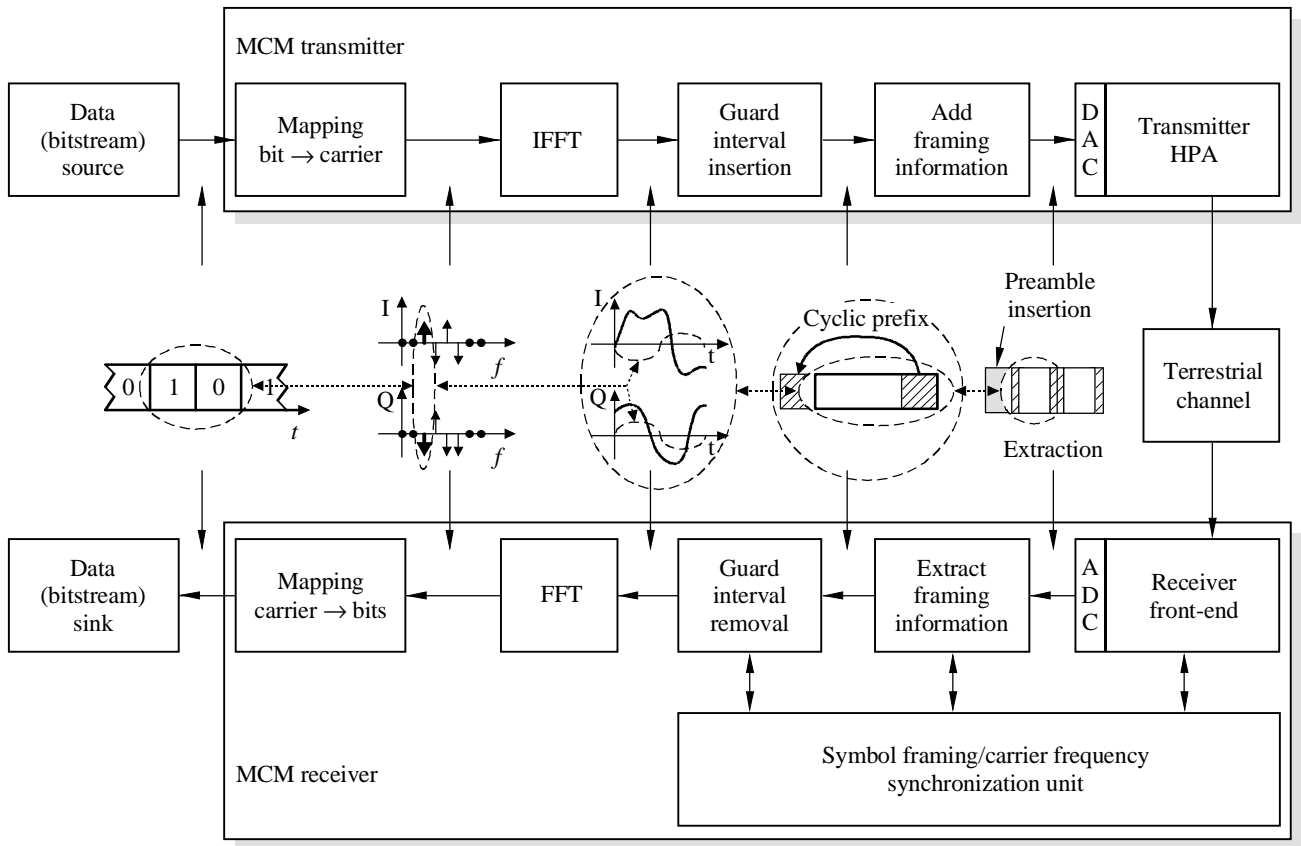 MCM transmitter
Data
(bitstream)
source
Mapping
bit → carrier
IFFT
Guard
interval
insertion
Add
framing
information
D
A
C
Transmitter
HPA
0
1
0
1
t
I
f
Q
f
I
t
Q
t
Cyclic prefix
Preamble
insertion
Extraction
Terrestrial
channel
Data
(bitstream)
sink
Mapping
carrier → bits
FFT
Guard
interval
removal
Extract
framing
information
A
D
C
Receiver
front-end
Symbol framing/carrier frequency
synchronization unit
MCM receiver